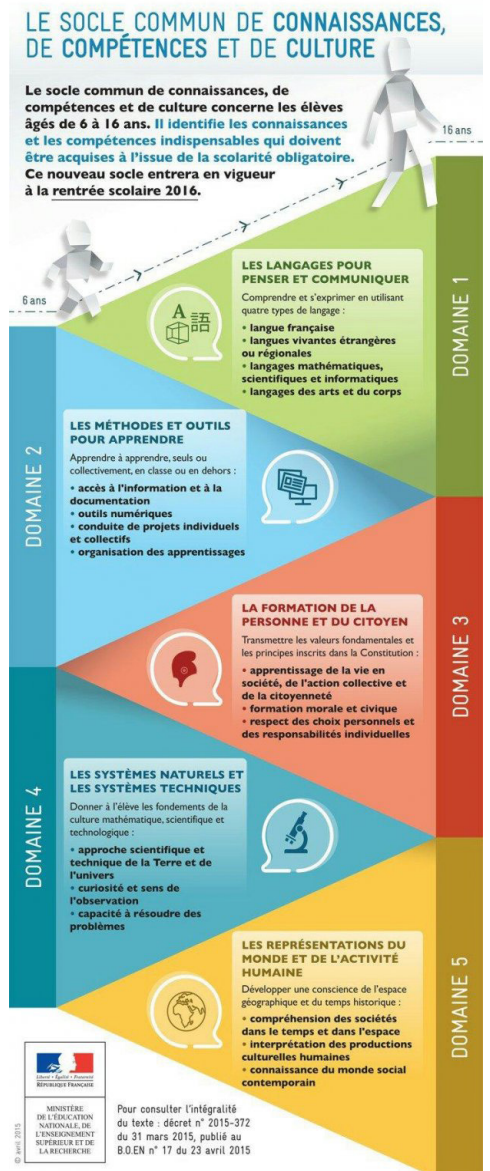 LE SOCLE COMMUN DE CONNAISSANCES,
DE COMPÉTENCES ET DE CULTURE
Le socle commun de connaissances, de
compétences et de culture concerne les élèves
âgés de 6 à 16 ans. Il identifie les connaissances
et les compétences indispensables qui doivent
être acquises à l'issue de la scolarité obligatoire.
Ce nouveau socle entrera en vigueur
à la rentrée scolaire 2016.
16 ans
6 ans
DOMAINE 1
LES LANGAGES POUR
PENSER ET COMMUNIQUER
Comprendre et s'exprimer en utilisant
quatre types de langage :
• langue française
• langues vivantes étrangères
ou régionales
• langages mathématiques,
scientifiques et informatiques
• langages des arts et du corps
A
語
DOMAINE 2
LES MÉTHODES ET OUTILS
POUR APPRENDRE
Apprendre à apprendre, seuls ou
collectivement, en classe ou en dehors :
• accès à l'information et à la
documentation
• outils numériques
• conduite de projets individuels
et collectifs
• organisation des apprentissages
DOMAINE 3
LA FORMATION DE LA
PERSONNE ET DU CITOYEN
Transmettre les valeurs fondamentales et
les principes inscrits dans la Constitution :
• apprentissage de la vie en
société, de l'action collective et
de la citoyenneté
• formation morale et civique
• respect des choix personnels et
des responsabilités individuelles
DOMAINE 4
LES SYSTÈMES NATURELS ET
LES SYSTÈMES TECHNIQUES
Donner à l'élève les fondements de la
culture mathématique, scientifique et
technologique :
• approche scientifique et
technique de la Terre et de
l'univers
• curiosité et sens de
l'observation
• capacité à résoudre des
problèmes
DOMAINE 5
LES REPRÉSENTATIONS DU
MONDE ET DE L'ACTIVITÉ
HUMAINE
Développer une conscience de l'espace
géographique et du temps historique :
• compréhension des sociétés
dans le temps et dans l'espace
• interprétation des productions
culturelles humaines
• connaissance du monde social
contemporain
Liberté • Égalité • Fraternité
RÉPUBLIQUE FRANÇAISE
MINISTÈRE
DE L'ÉDUCATION
NATIONALE, DE
L'ENSEIGNEMENT
SUPÉRIEUR ET DE
LA RECHERCHE
© avril 2015
Pour consulter l'intégralité
du texte : décret n° 2015-372
du 31 mars 2015, publié au
B.O.EN n° 17 du 23 avril 2015